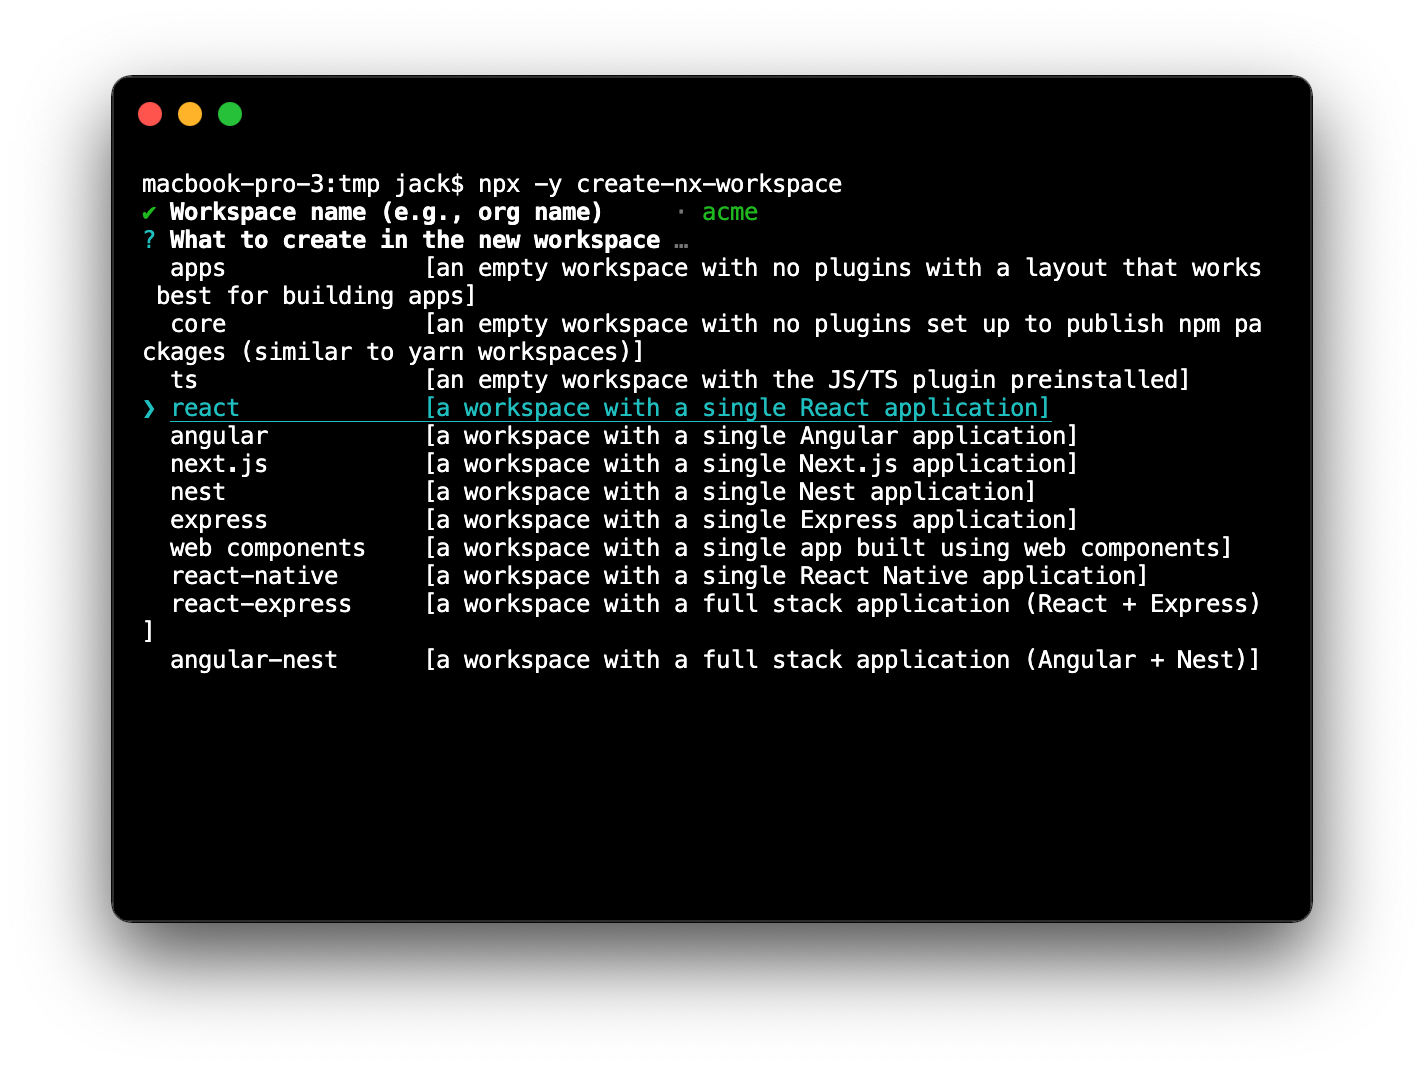 macbook-pro-3:tmp jack$ npx -y create-nx-workspace
✔ Workspace name (e.g., org name)     · acme
? What to create in the new workspace …
  apps              [an empty workspace with no plugins with a layout that works
 best for building apps]
  core              [an empty workspace with no plugins set up to publish npm pa
ckages (similar to yarn workspaces)]
  ts                [an empty workspace with the JS/TS plugin preinstalled]
❯ react             [a workspace with a single React application]
  angular           [a workspace with a single Angular application]
  next.js           [a workspace with a single Next.js application]
  nest              [a workspace with a single Nest application]
  express           [a workspace with a single Express application]
  web components    [a workspace with a single app built using web components]
  react-native      [a workspace with a single React Native application]
  react-express     [a workspace with a full stack application (React + Express)
]
  angular-nest      [a workspace with a full stack application (Angular + Nest)]